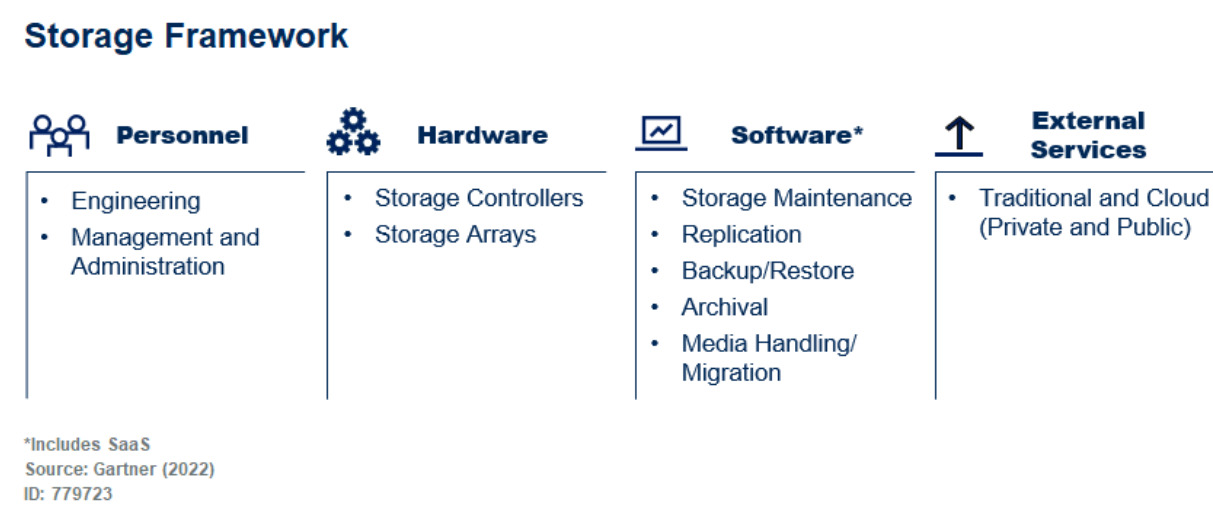 Storage Framework
Personnel
• Engineering
• Management and
Administration
Hardware
• Storage Controllers
• Storage Arrays
Software*
• Storage Maintenance
• Replication
• Backup/Restore
• Archival
• Media Handling/
Migration
External
Services
• Traditional and Cloud
(Private and Public)
*Includes SaaS
Source: Gartner (2022)
ID: 779723